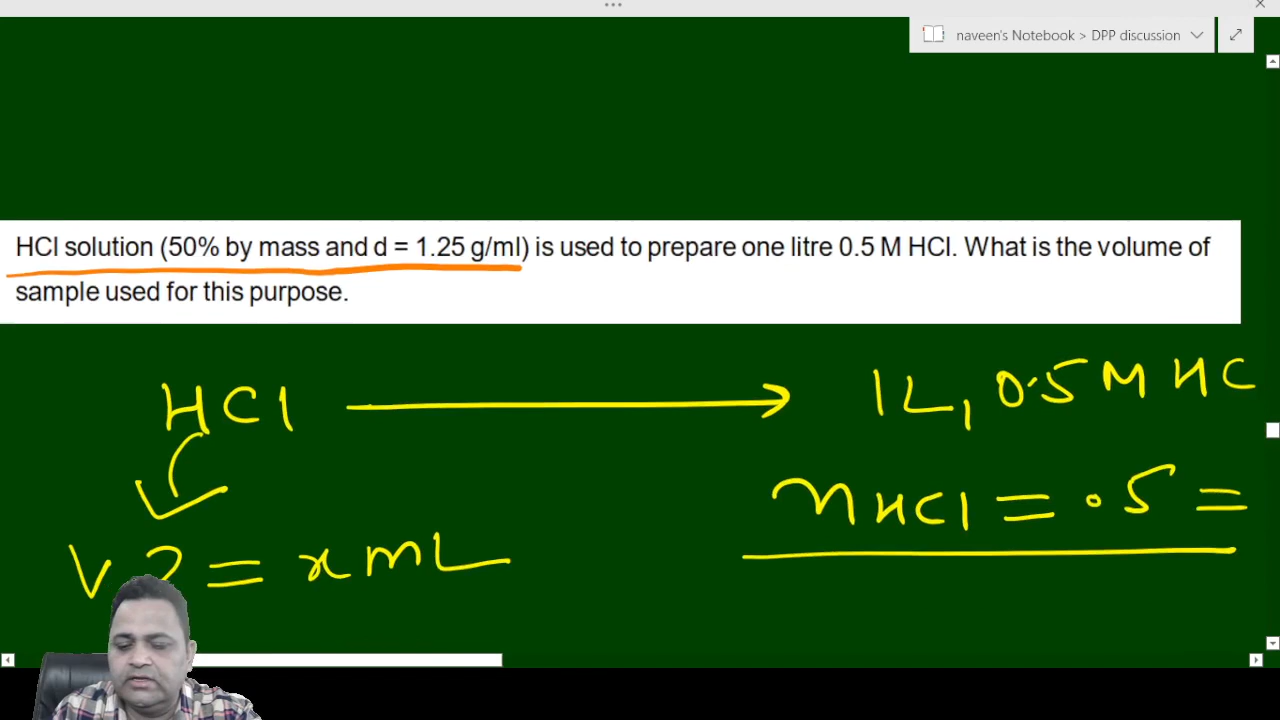 naveen's Notebook > DPP discussion
HCl solution (50% by mass and d = 1.25 g/ml) is used to prepare one litre 0.5 M HCl. What is the volume of
sample used for this purpose.
HCl ⟶ 1L, 0.5 M HC
nHCl = .5 =
V ? = x mL